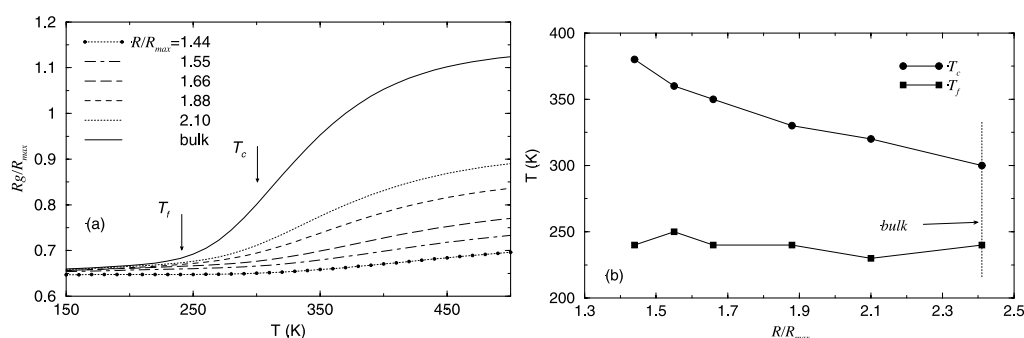 1.2
1.1
1
0.9
0.8
0.7
0.6
Rg/Rmax
R/Rmax=1.44
1.55
1.66
1.88
2.10
bulk
Tc
Tf
(a)
150 250 350 450
T (K)
400
350
300
250
200
T (K)
Tc
Tf
bulk
(b)
1.3 1.5 1.7 1.9 2.1 2.3 2.5
R/Rmax